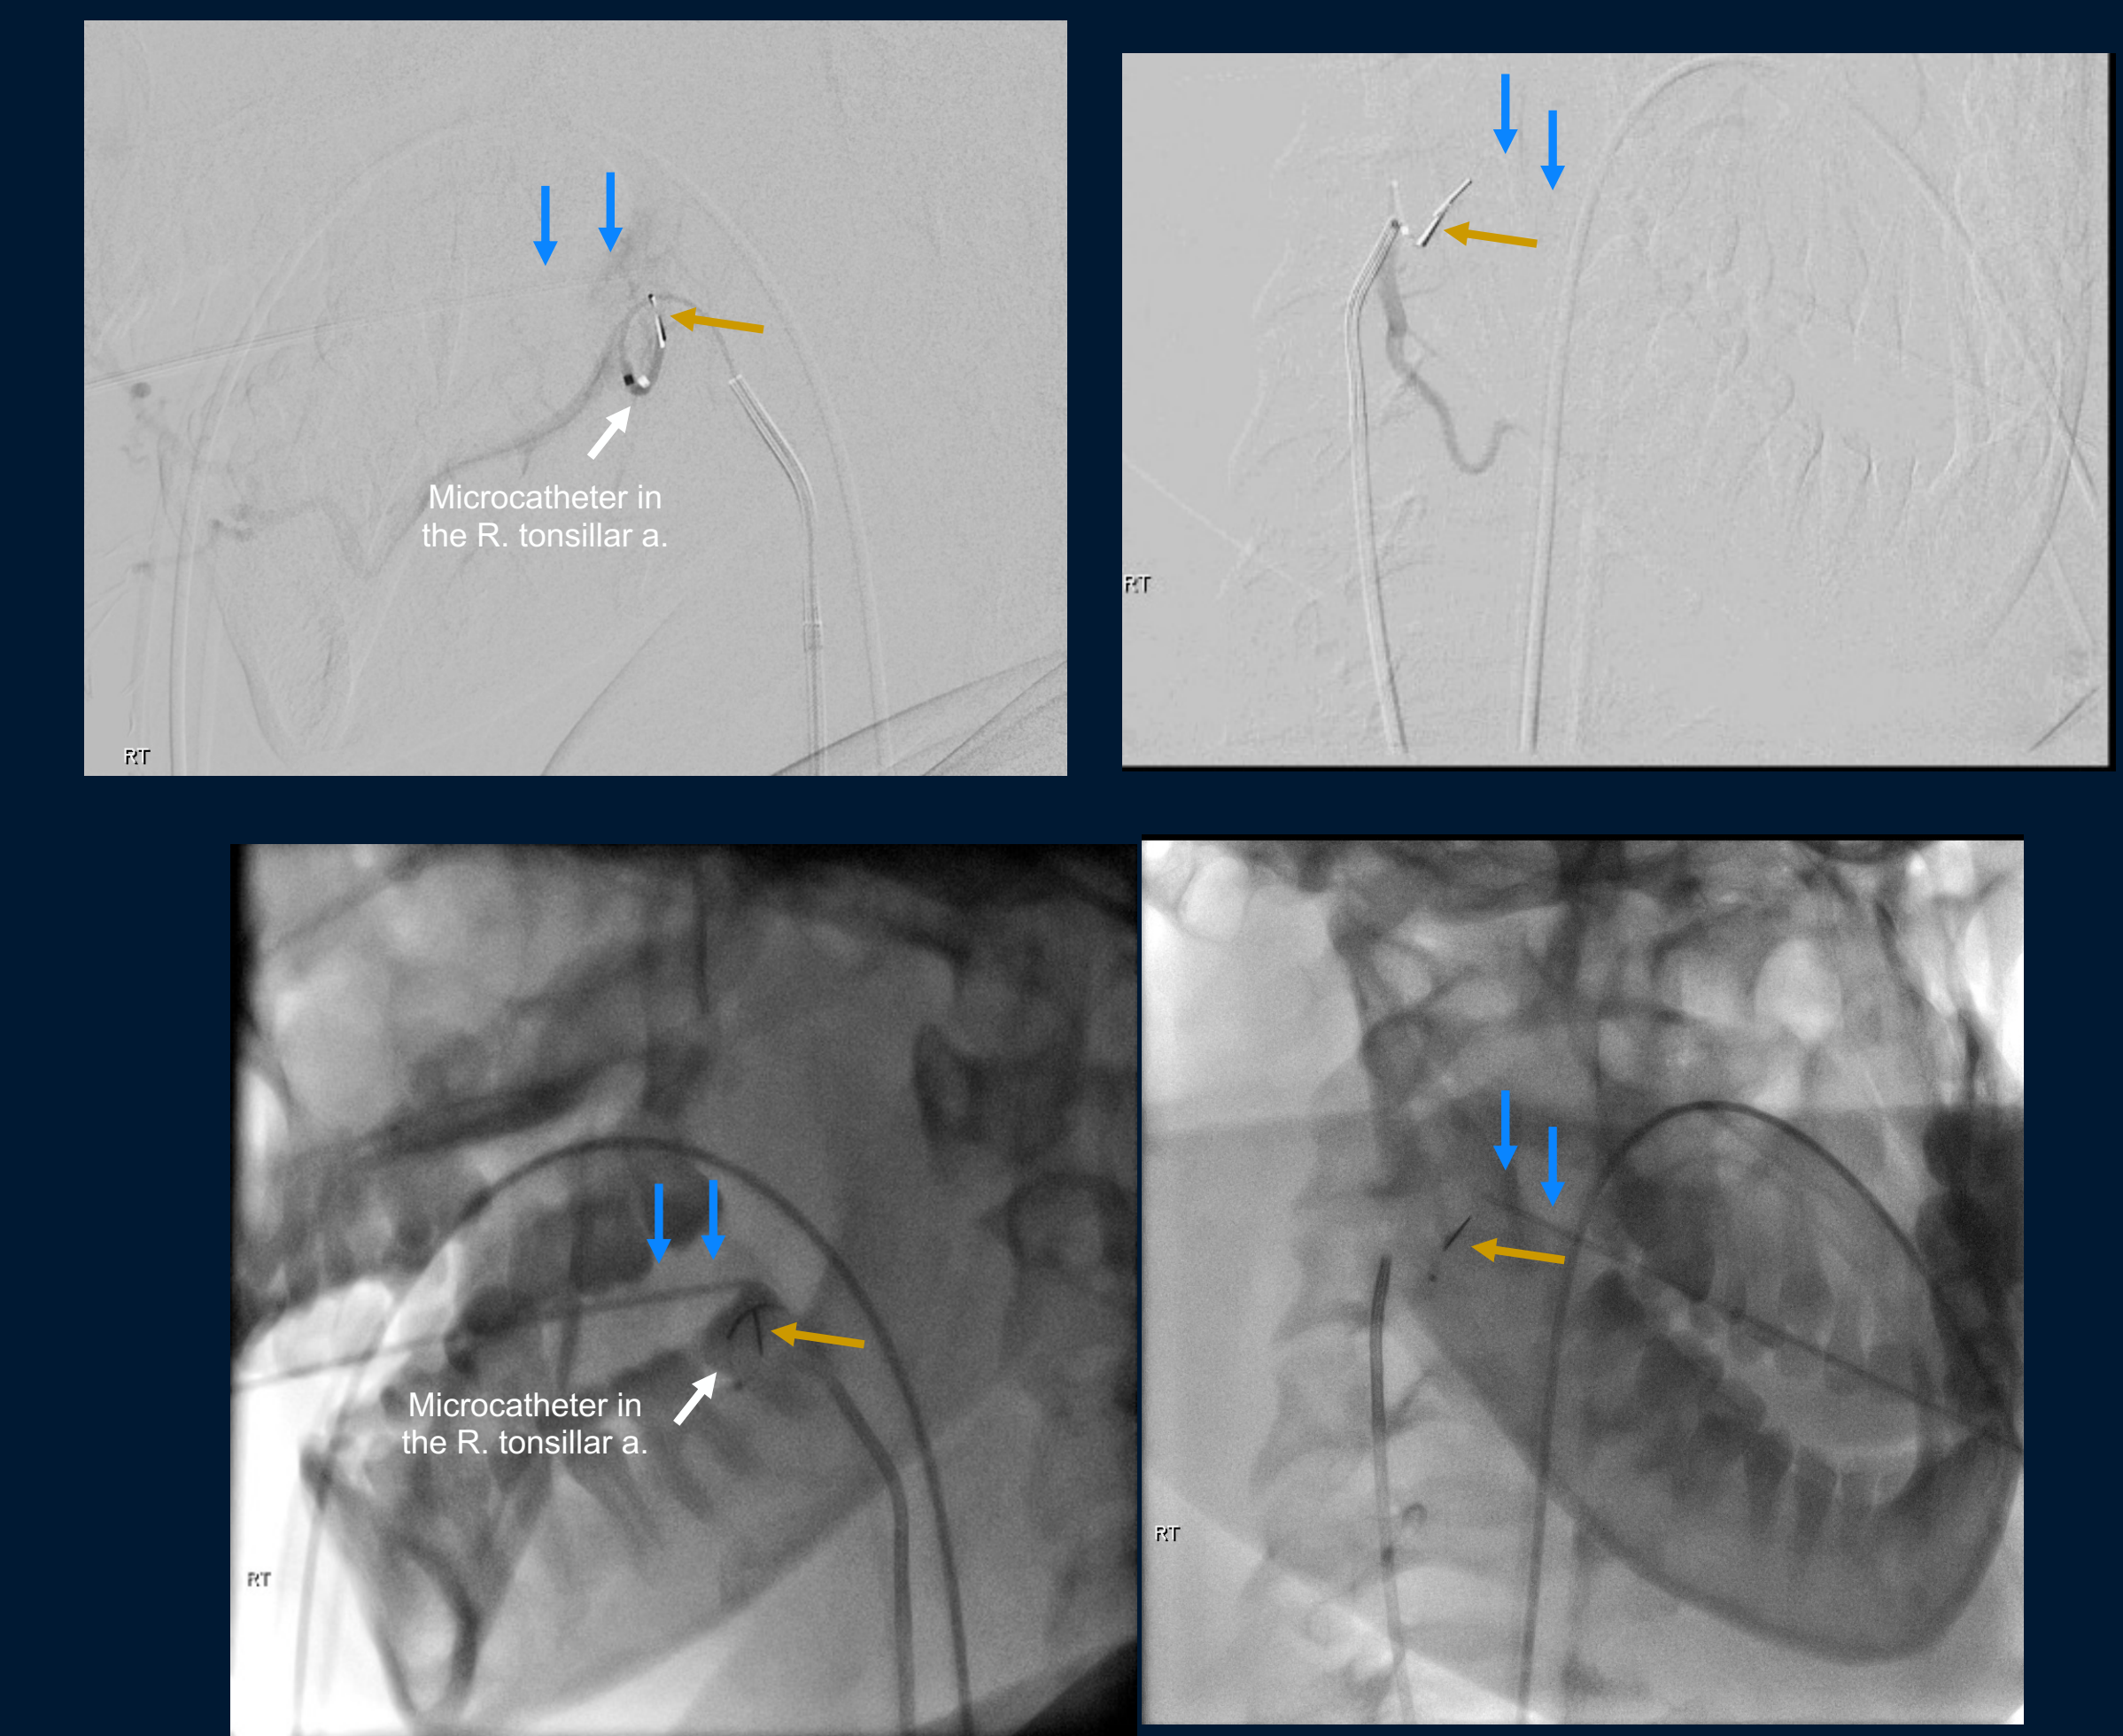 Microcatheter in
the R. tonsillar a.
RT
RT
Microcatheter in
the R. tonsillar a.
RT
RT